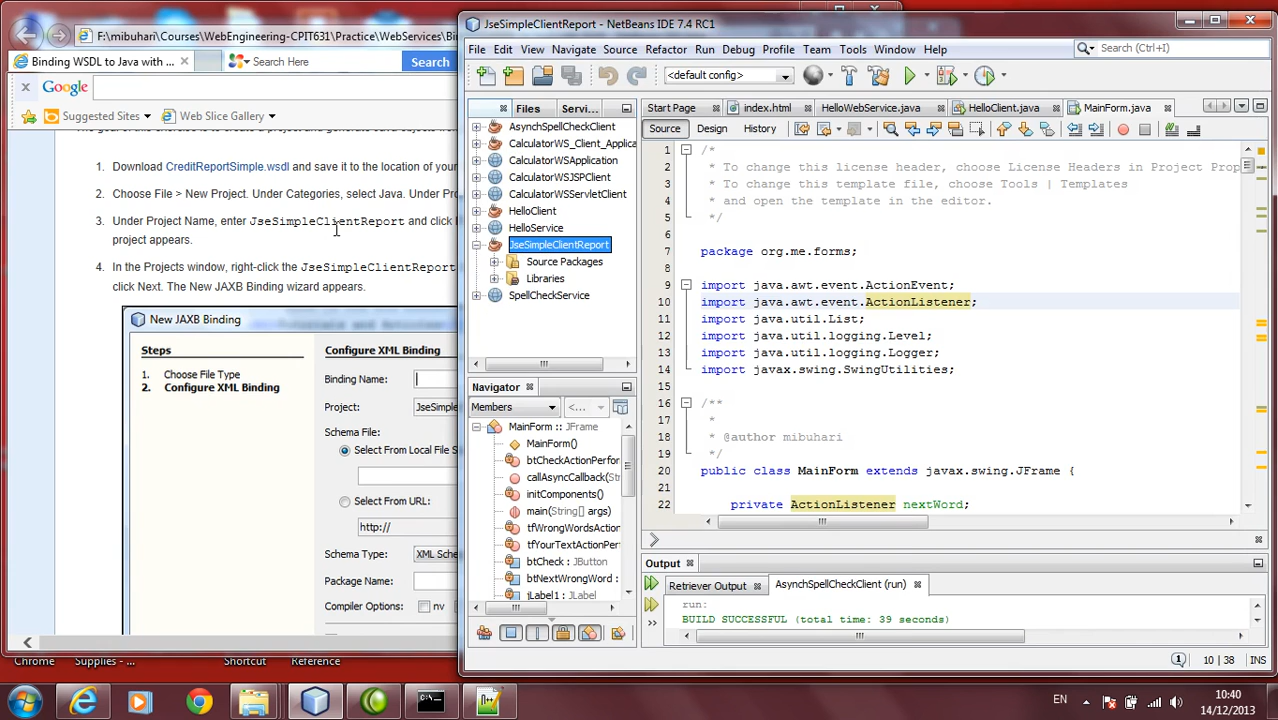 F:\mibuhari\Courses\WebEngineering-CPIT631\Practice\WebServices\Bin
Binding WSDL to Java with ...
Search Here
Search
Google
Suggested Sites
Web Slice Gallery
1. Download CreditReportSimple.wsdl and save it to the location of your
2. Choose File > New Project. Under Categories, select Java. Under Pr
3. Under Project Name, enter JseSimpleClientReport and click
project appears.
4. In the Projects window, right-click the JseSimpleClientReport
click Next. The New JAXB Binding wizard appears.
New JAXB Binding
Steps
1. Choose File Type
2. Configure XML Binding
Configure XML Binding
Binding Name:
Project: JseSimple
Schema File:
Select From Local File S
Select From URL:
http://
Schema Type: XML Sche
Package Name:
Compiler Options: nv
Chrome
Supplies - ...
Shortcut
Reference
JseSimpleClientReport - NetBeans IDE 7.4 RC1
File Edit View Navigate Source Refactor Run Debug Profile Team Tools Window Help
Search (Ctrl+I)
<default config>
Files
Servi...
Start Page
index.html
HelloWebService.java
HelloClient.java
MainForm.java
Source
Design
History
AsynchSpellCheckClient
CalculatorWS_Client_Applica
CalculatorWSApplication
CalculatorWSJSPClient
CalculatorWSServletClient
HelloClient
HelloService
JseSimpleClientReport
Source Packages
Libraries
SpellCheckService
Navigator
Members
<...
MainForm :: JFrame
MainForm()
btCheckActionPerfor
callAsyncCallback(Str
initComponents()
main(String[] args)
tfWrongWordsAction
tfYourTextActionPerf
btCheck : JButton
btNextWrongWord :
jLabel1 : JLabel
1 /*
2 * To change this license header, choose License Headers in Project Prop
3 * To change this template file, choose Tools | Templates
4 * and open the template in the editor.
5 */
6
7 package org.me.forms;
8
9 import java.awt.event.ActionEvent;
10 import java.awt.event.ActionListener;
11 import java.util.List;
12 import java.util.logging.Level;
13 import java.util.logging.Logger;
14 import javax.swing.SwingUtilities;
15
16 /**
17 *
18 * @author mibuhari
19 */
20 public class MainForm extends javax.swing.JFrame {
21
22 private ActionListener nextWord;
Output
Retriever Output
AsynchSpellCheckClient (run)
run:
BUILD SUCCESSFUL (total time: 39 seconds)
1
10 | 38
INS
EN
10:40
14/12/2013